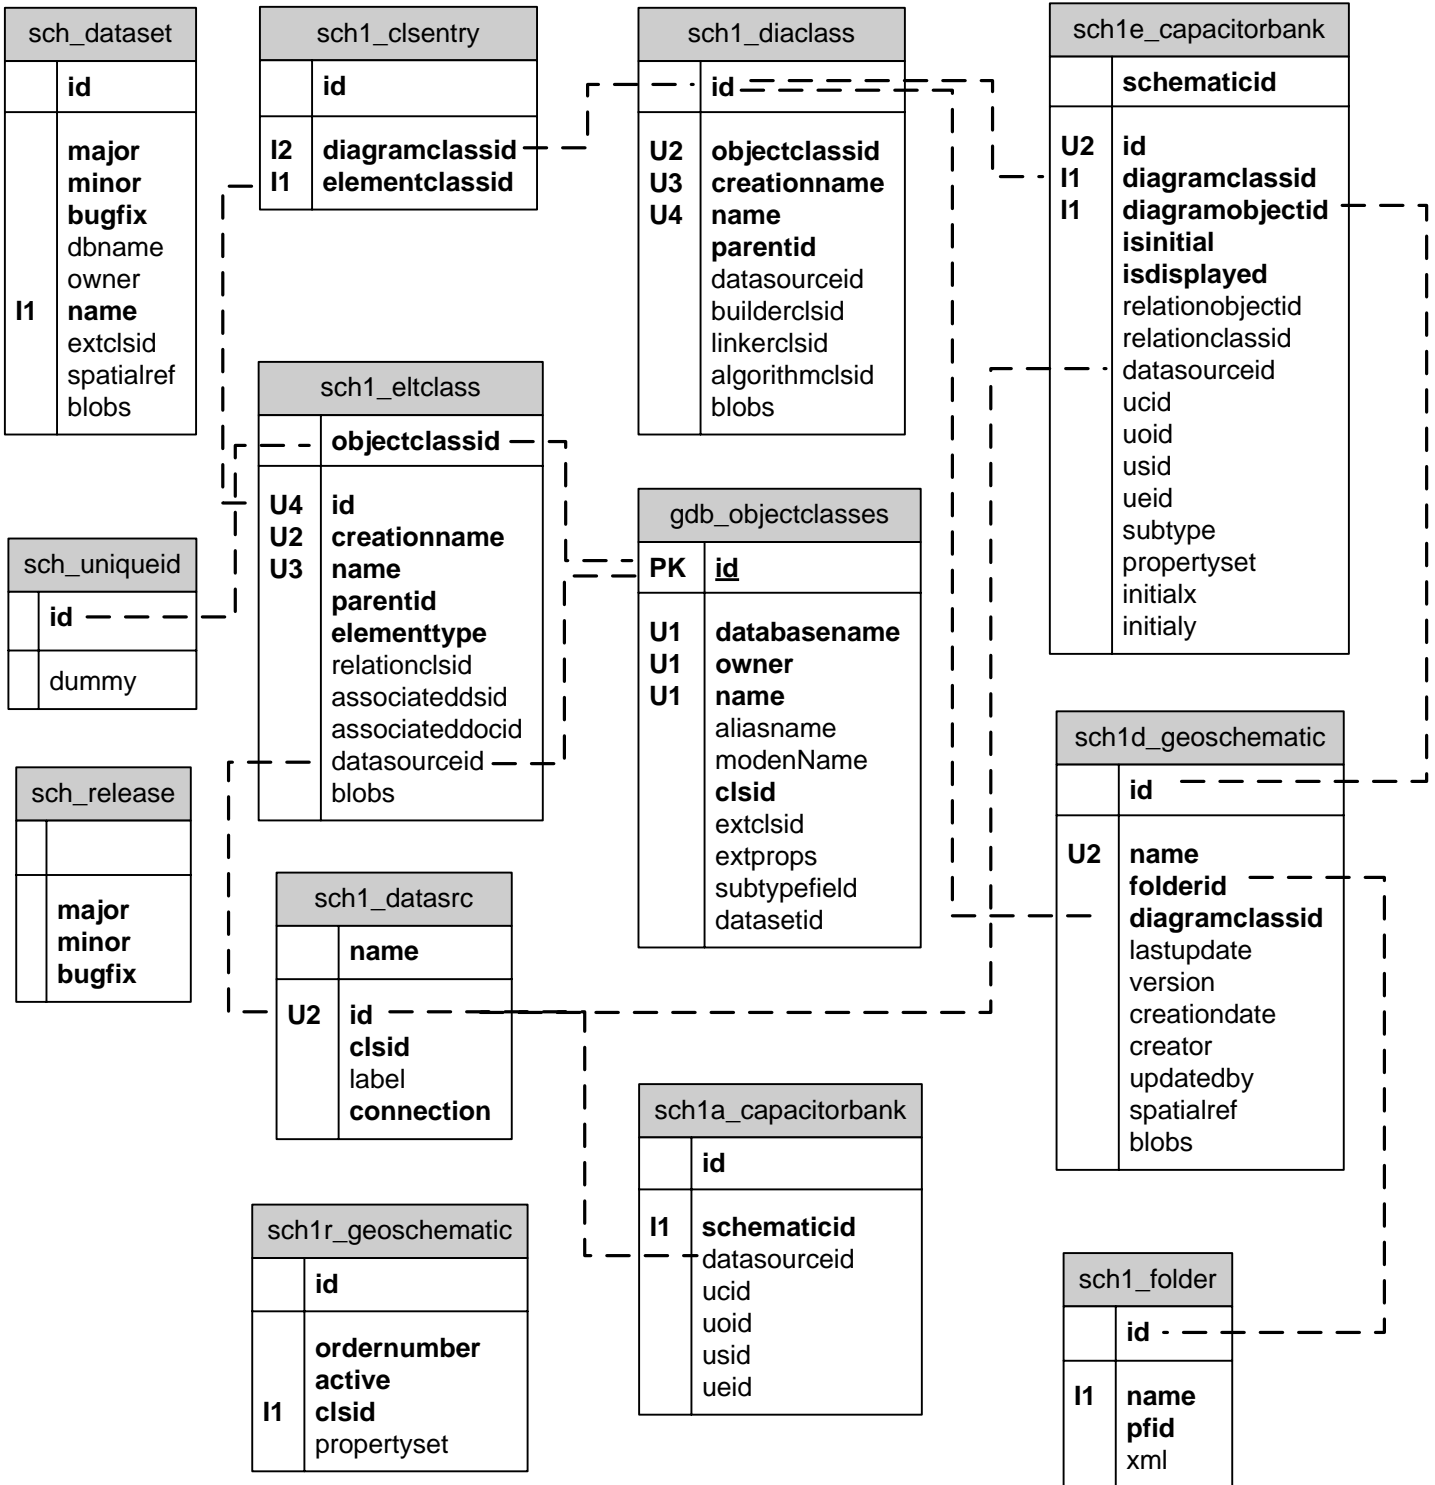 sch_dataset
id
major
minor
bugfix
dbname
owner
I1 name
extclsid
spatialref
blobs
sch1_clsentry
id
I2 diagramclassid
I1 elementclassid
sch1_diaclass
id
U2 objectclassid
U3 creationname
U4 name
parentid
datasourceid
builderclsid
linkerclsid
algorithmclsid
blobs
sch1e_capacitorbank
schematicid
U2 id
I1 diagramclassid
I1 diagramobjectid
isinitial
isdisplayed
relationobjectid
relationclassid
datasourceid
ucid
uoid
usid
ueid
subtype
propertyset
initialx
initialy
sch1_eltclass
objectclassid
U4 id
U2 creationname
U3 name
parentid
elementtype
relationclsid
associateddsid
associateddocid
datasourceid
blobs
gdb_objectclasses
PK id
U1 databasename
U1 owner
U1 name
aliasname
modenName
clsid
extclsid
extprops
subtypefield
datasetid
sch_uniqueid
id
dummy
sch_release
major
minor
bugfix
sch1d_geoschematic
id
U2 name
folderid
diagramclassid
lastupdate
version
creationdate
creator
updatedby
spatialref
blobs
sch1_datasrc
name
U2 id
clsid
label
connection
sch1a_capacitorbank
id
I1 schematicid
datasourceid
ucid
uoid
usid
ueid
sch1r_geoschematic
id
ordernumber
active
I1 clsid
propertyset
sch1_folder
id
I1 name
pfid
xml